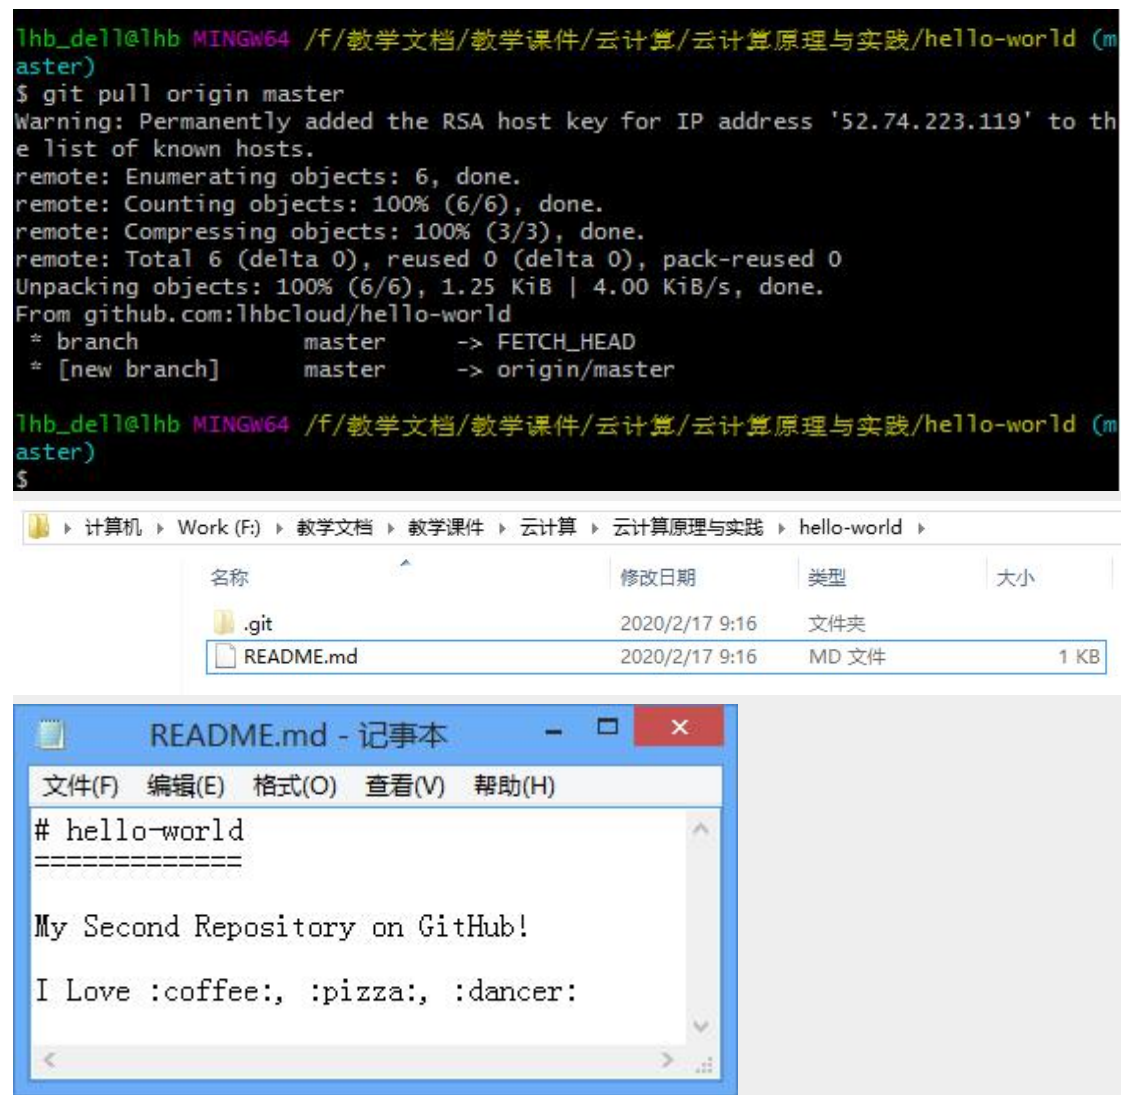 lhb_dell@lhb MINGW64 /f/教学文档/教学课件/云计算/云计算原理与实践/hello-world (m
aster)
$ git pull origin master
Warning: Permanently added the RSA host key for IP address '52.74.223.119' to th
e list of known hosts.
remote: Enumerating objects: 6, done.
remote: Counting objects: 100% (6/6), done.
remote: Compressing objects: 100% (3/3), done.
remote: Total 6 (delta 0), reused 0 (delta 0), pack-reused 0
Unpacking objects: 100% (6/6), 1.25 KiB | 4.00 KiB/s, done.
From github.com:lhbcloud/hello-world
 * branch            master     -> FETCH_HEAD
 * [new branch]      master     -> origin/master
lhb_dell@lhb MINGW64 /f/教学文档/教学课件/云计算/云计算原理与实践/hello-world (m
aster)
$
计算机 Work (F:) 教学文档 教学课件 云计算 云计算原理与实践 hello-world
名称 修改日期 类型 大小
.git 2020/2/17 9:16 文件夹
README.md 2020/2/17 9:16 MD 文件 1 KB
README.md - 记事本
文件(F) 编辑(E) 格式(O) 查看(V) 帮助(H)
# hello-world
=============
My Second Repository on GitHub!
I Love :coffee:, :pizza:, :dancer: